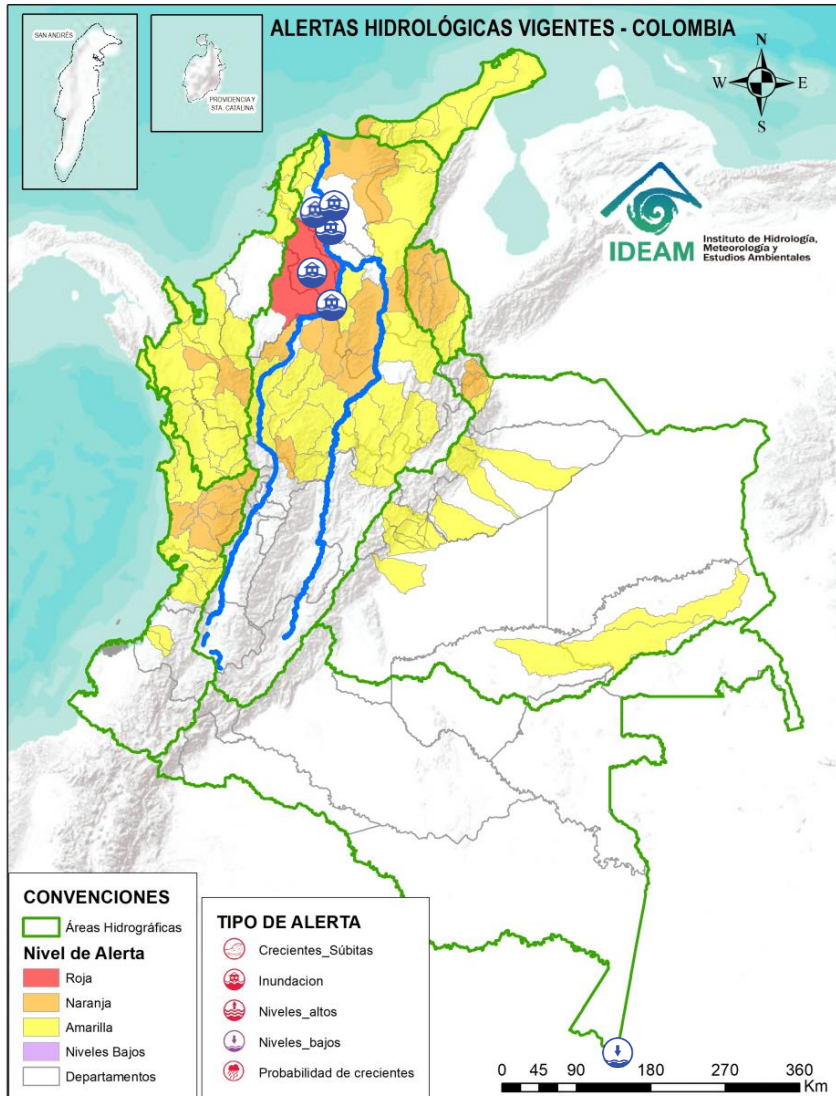 ALERTAS HIDROLÓGICAS VIGENTES - COLOMBIA
SAN ANDRÉS
PROVIDENCIA Y
STA. CATALINA
N
W
E
S
IDEAM
Instituto de Hidrología,
Meteorología y
Estudios Ambientales
CONVENCIONES
Áreas Hidrográficas
Nivel de Alerta
Roja
Naranja
Amarilla
Niveles Bajos
Departamentos
TIPO DE ALERTA
Crecientes_Súbitas
Inundacion
Niveles_altos
Niveles_bajos
Probabilidad de crecientes
0 45 90 180 270 360
Km